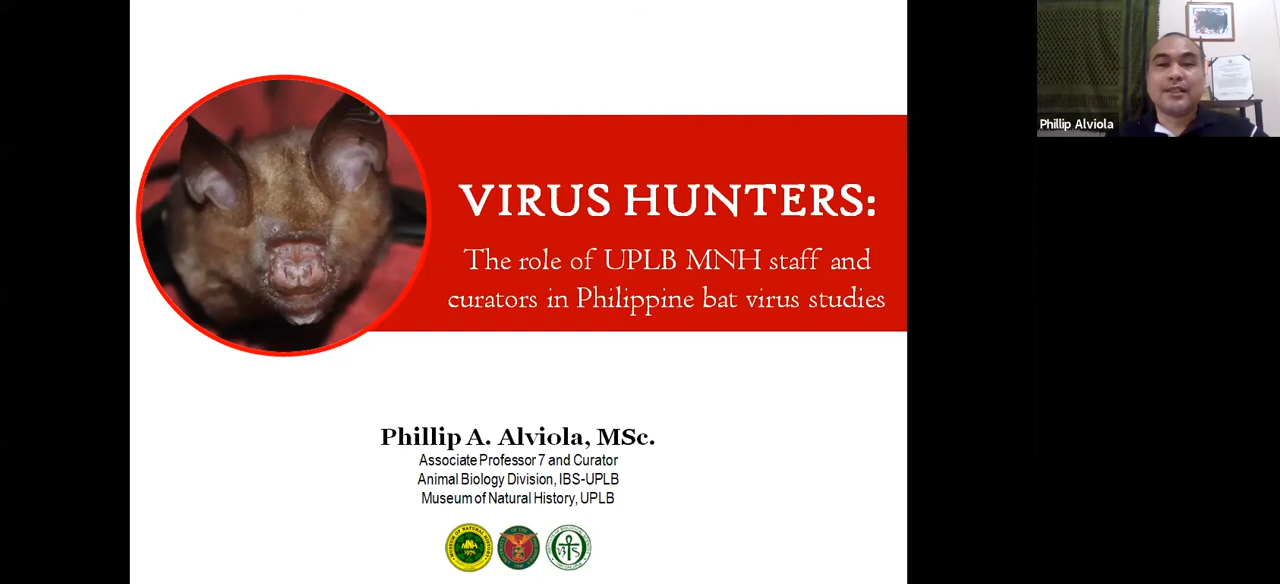 VIRUS HUNTERS:
The role of UPLB MNH staff and
curators in Philippine bat virus studies
Phillip A. Alviola, MSc.
Associate Professor 7 and Curator
Animal Biology Division, IBS-UPLB
Museum of Natural History, UPLB
MNH
Phillip Alviola